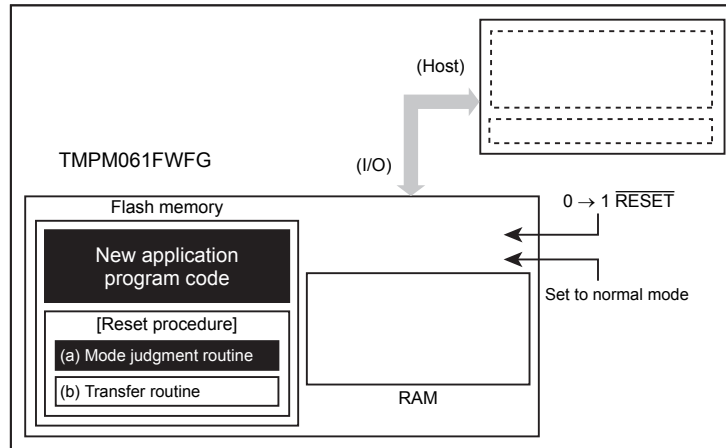 (Host)
TMPM061FWFG
(I/O)
Flash memory
0 → 1 RESET
New application
program code
Set to normal mode
[Reset procedure]
(a) Mode judgment routine
(b) Transfer routine
RAM